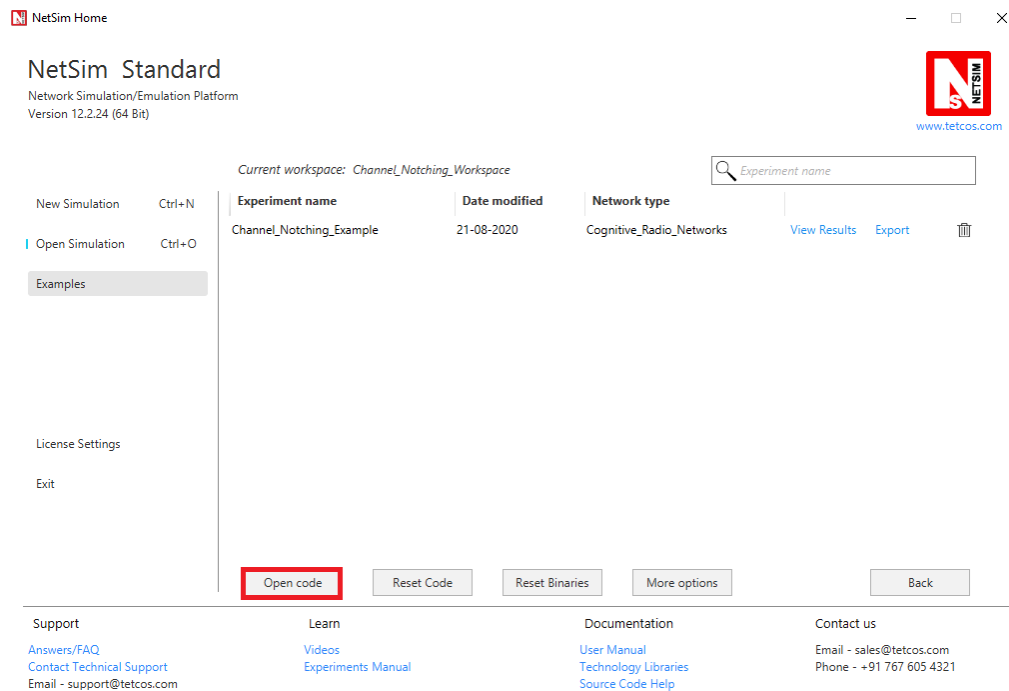 NetSim Home
NetSim Standard
Network Simulation/Emulation Platform
Version 12.2.24 (64 Bit)
NS NETSIM
www.tetcos.com
Current workspace: Channel_Notching_Workspace
Experiment name
New Simulation Ctrl+N
Open Simulation Ctrl+O
Examples
License Settings
Exit
Experiment name Date modified Network type
Channel_Notching_Example 21-08-2020 Cognitive_Radio_Networks View Results Export
Open code Reset Code Reset Binaries More options Back
Support
Answers/FAQ
Contact Technical Support
Email - support@tetcos.com
Learn
Videos
Experiments Manual
Documentation
User Manual
Technology Libraries
Source Code Help
Contact us
Email - sales@tetcos.com
Phone - +91 767 605 4321